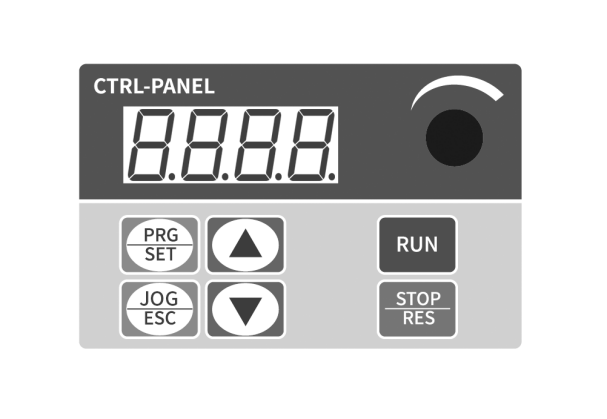 CTRL-PANEL
8.8.8.8.
PRG
SET
▲
RUN
JOG
ESC
▼
STOP
RES